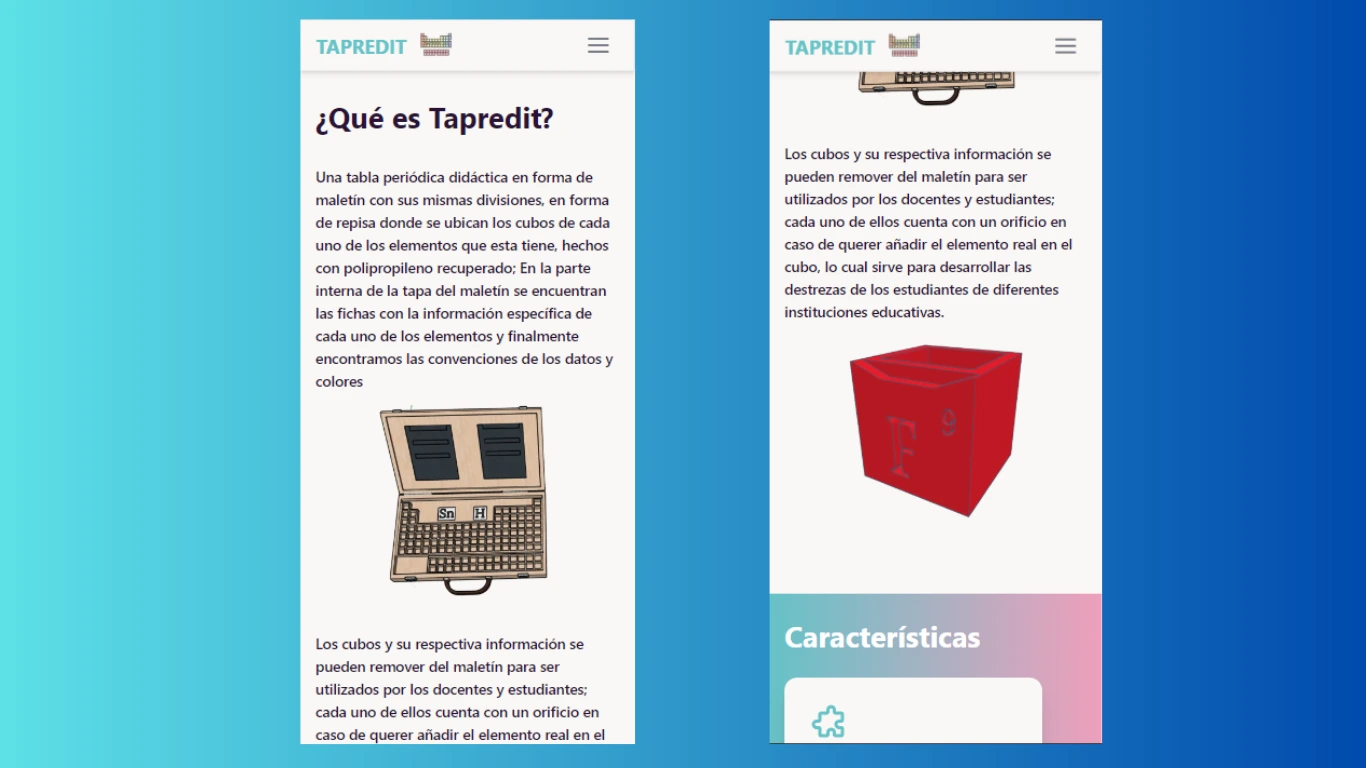 TAPREDIT
¿Qué es Tapredit?
Una tabla periódica didáctica en forma de
maletín con sus mismas divisiones, en forma
de repisa donde se ubican los cubos de cada
uno de los elementos que esta tiene, hechos
con polipropileno recuperado; En la parte
interna de la tapa del maletín se encuentran
las fichas con la información específica de
cada uno de los elementos y finalmente
encontramos las convenciones de los datos y
colores
Sn H
Los cubos y su respectiva información se
pueden remover del maletín para ser
utilizados por los docentes y estudiantes;
cada uno de ellos cuenta con un orificio en
caso de querer añadir el elemento real en el
TAPREDIT
Los cubos y su respectiva información se
pueden remover del maletín para ser
utilizados por los docentes y estudiantes;
cada uno de ellos cuenta con un orificio en
caso de querer añadir el elemento real en el
cubo, lo cual sirve para desarrollar las
destrezas de los estudiantes de diferentes
instituciones educativas.
F 9
Características